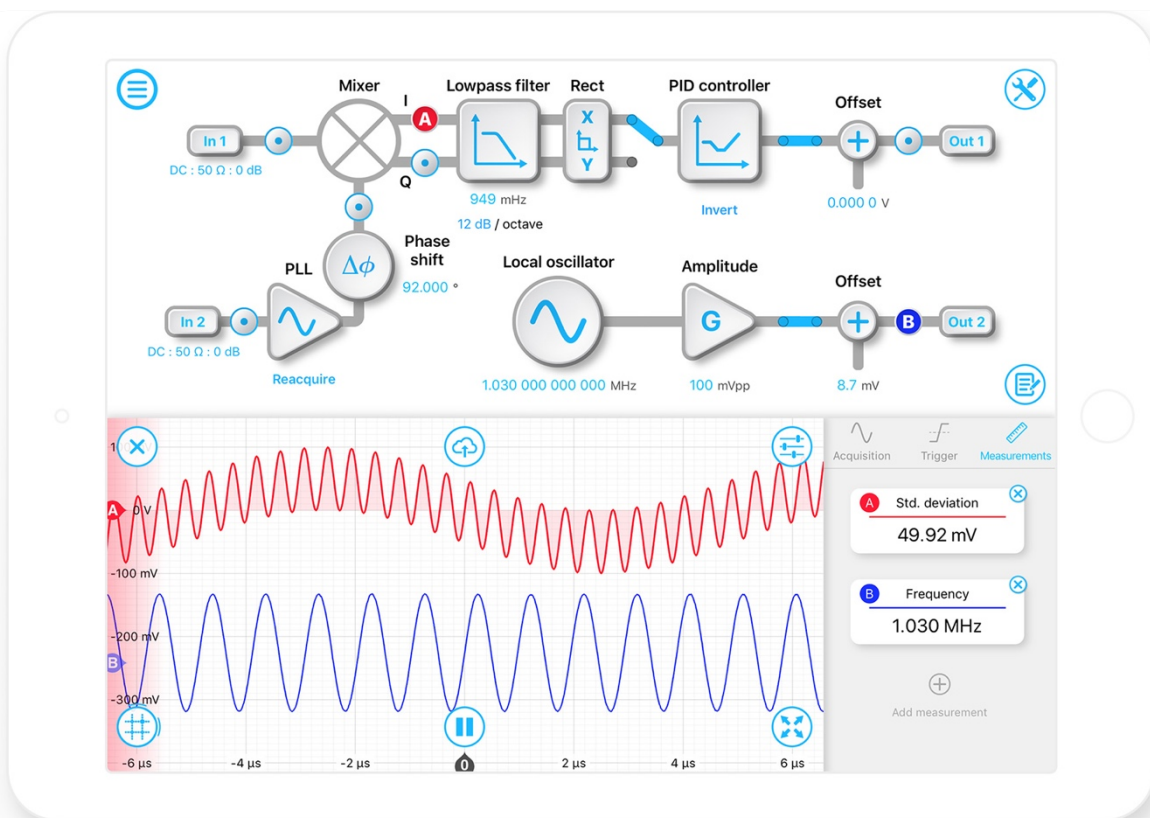 Mixer
Lowpass filter
Rect
PID controller
Offset
I
A
X
In 1
Out 1
Y
Q
DC : 50 Ω : 0 dB
949 mHz
12 dB / octave
Invert
0.000 0 V
Phase
shift
Δϕ
92.000 °
PLL
Local oscillator
Amplitude
Offset
In 2
G
B
Out 2
DC : 50 Ω : 0 dB
Reacquire
1.030 000 000 000 MHz
100 mVpp
8.7 mV
1
A
0 V
-100 mV
-200 mV
B
-300 mV
-6 µs
-4 µs
-2 µs
0
2 µs
4 µs
6 µs
Acquisition
Trigger
Measurements
A Std. deviation
49.92 mV
B Frequency
1.030 MHz
Add measurement